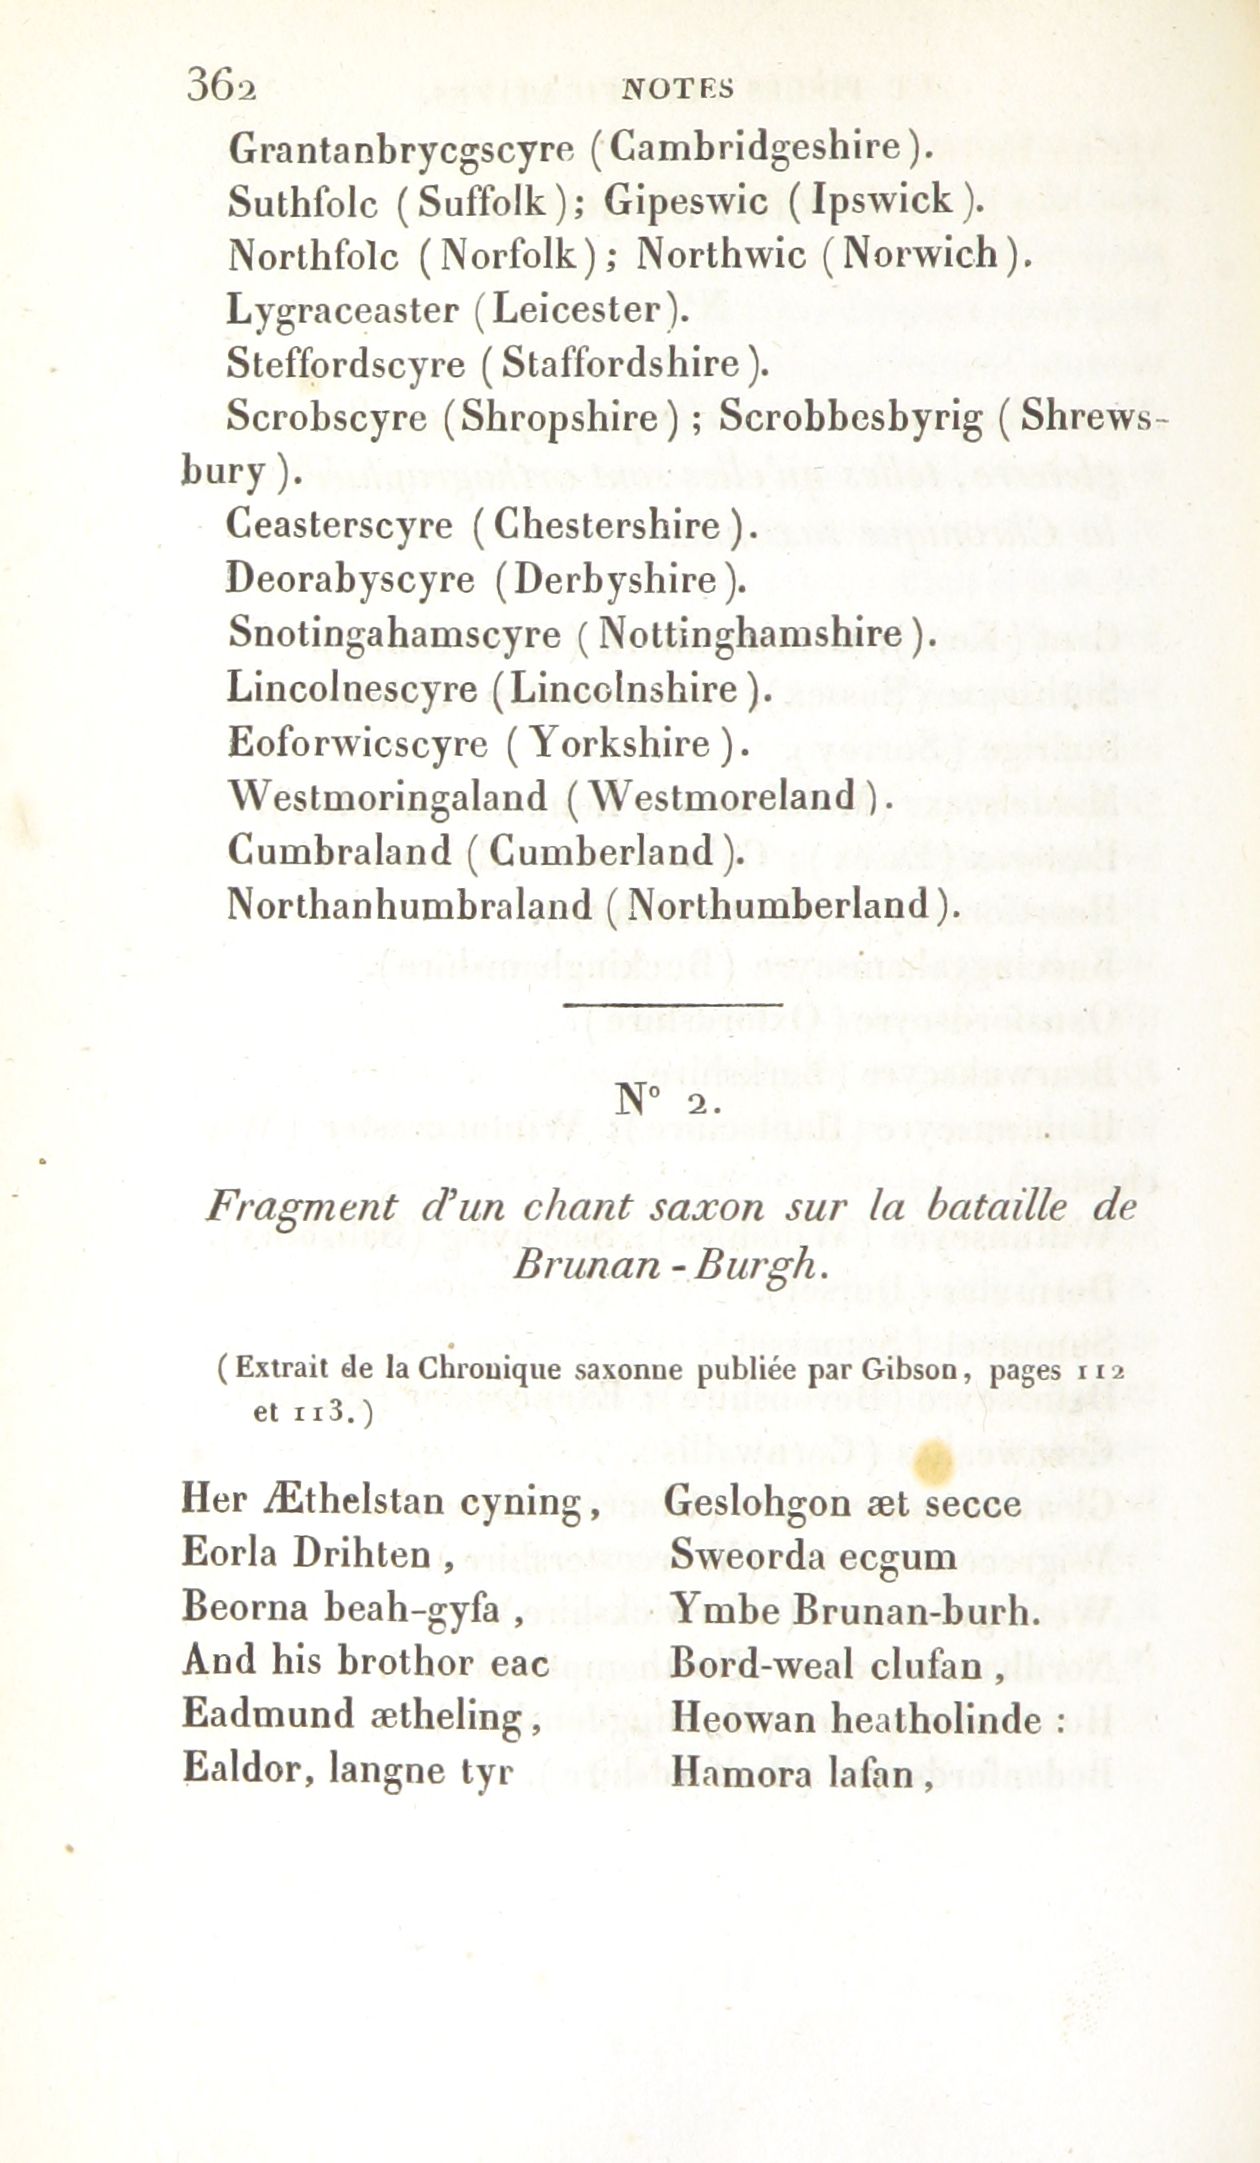 362 NOTES
Grantanbrycgscyre (Cambridgeshire).
Suthfolc (Suffolk); Gipeswic (Ipswick).
Northfolc (Norfolk); Northwic (Norwich).
Lygraceaster (Leicester).
Steffordscyre (Staffordshire).
Scrobscyre (Shropshire); Scrobbesbyrig (Shrews-
bury).
Ceasterscyre (Chestershire).
Deorabyscyre (Derbyshire).
Snotingahamscyre (Nottinghamshire).
Lincolnescyre (Lincolnshire).
Eoforwicscyre (Yorkshire).
Westmoringaland (Westmoreland).
Cumbraland (Cumberland).
Northanhumbraland (Northumberland).
N° 2.
Fragment d'un chant saxon sur la bataille de
Brunan-Burgh.
(Extrait de la Chronique saxonne publiée par Gibson, pages 112
et 113.)
Her Æthelstan cyning,
Eorla Drihten,
Beorna beah-gyfa,
And his brothor eac
Eadmund ætheling,
Ealdor, langne tyr
Geslohgon æt secce
Sweorda ecgum
Ymbe Brunan-burh.
Bord-weal clufan,
Heowan heatholinde :
Hamora lafan,